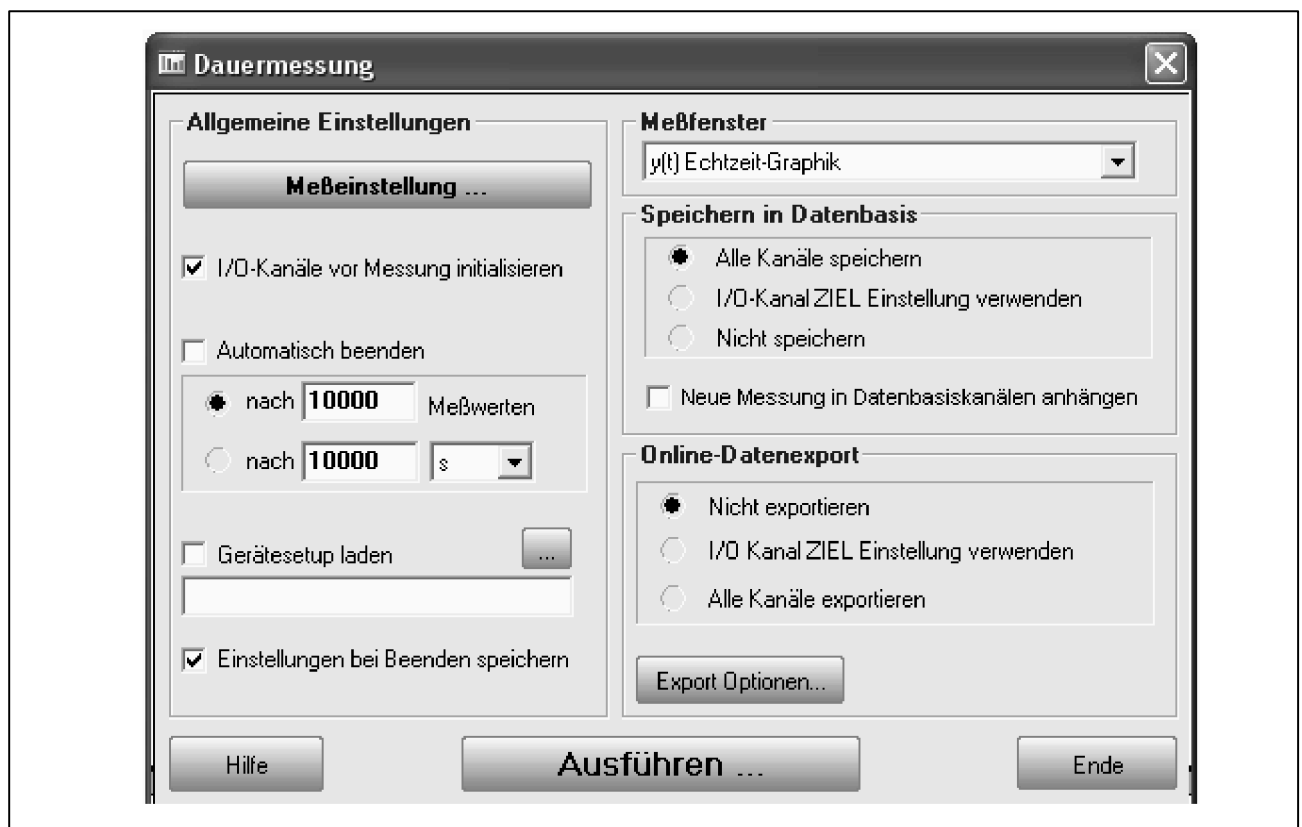 Dauermessung
Allgemeine Einstellungen
Meßeinstellung ...
I/O-Kanäle vor Messung initialisieren
Automatisch beenden
nach 10000 Meßwerten
nach 10000 s
Gerätesetup laden
...
Einstellungen bei Beenden speichern
Meßfenster
y(t) Echtzeit-Graphik
Speichern in Datenbasis
Alle Kanäle speichern
I/O-Kanal ZIEL Einstellung verwenden
Nicht speichern
Neue Messung in Datenbasiskanälen anhängen
Online-Datenexport
Nicht exportieren
I/O Kanal ZIEL Einstellung verwenden
Alle Kanäle exportieren
Export Optionen...
Hilfe
Ausführen ...
Ende